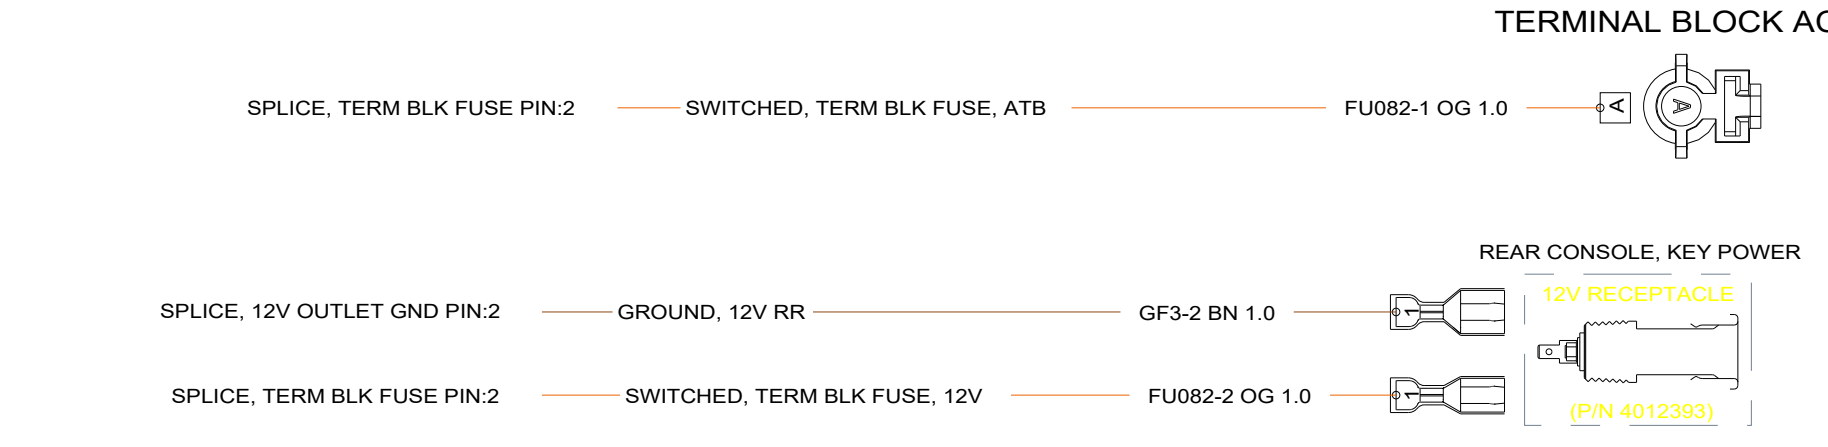 TERMINAL BLOCK
SPLICE, TERM BLK FUSE PIN:2 SWITCHED, TERM BLK FUSE, ATB FU082-1 OG 1.0 A A
REAR CONSOLE, KEY POWER
12V RECEPTACLE
SPLICE, 12V OUTLET GND PIN:2 GROUND, 12V RR GF3-2 BN 1.0 1
SPLICE, TERM BLK FUSE PIN:2 SWITCHED, TERM BLK FUSE, 12V FU082-2 OG 1.0 1
(P/N 4012393)